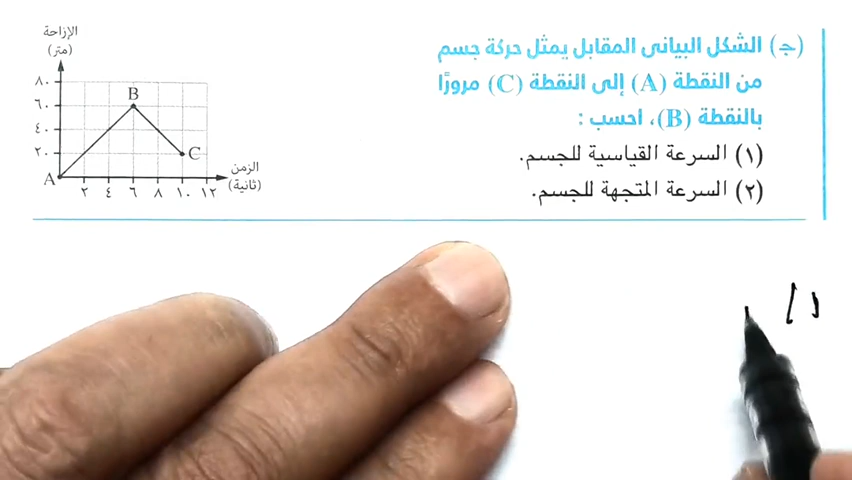 (جـ) الشكل البيانى المقابل يمثل حركة جسم
من النقطة (A) إلى النقطة (C) مرورًا
بالنقطة (B)، احسب :
(١) السرعة القياسية للجسم.
(٢) السرعة المتجهة للجسم.
الإزاحة
(متر)
٨٠
٦٠
٤٠
٢٠
B
C
A
٢ ٤ ٦ ٨ ١٠ ١٢
الزمن
(ثانية)
١/